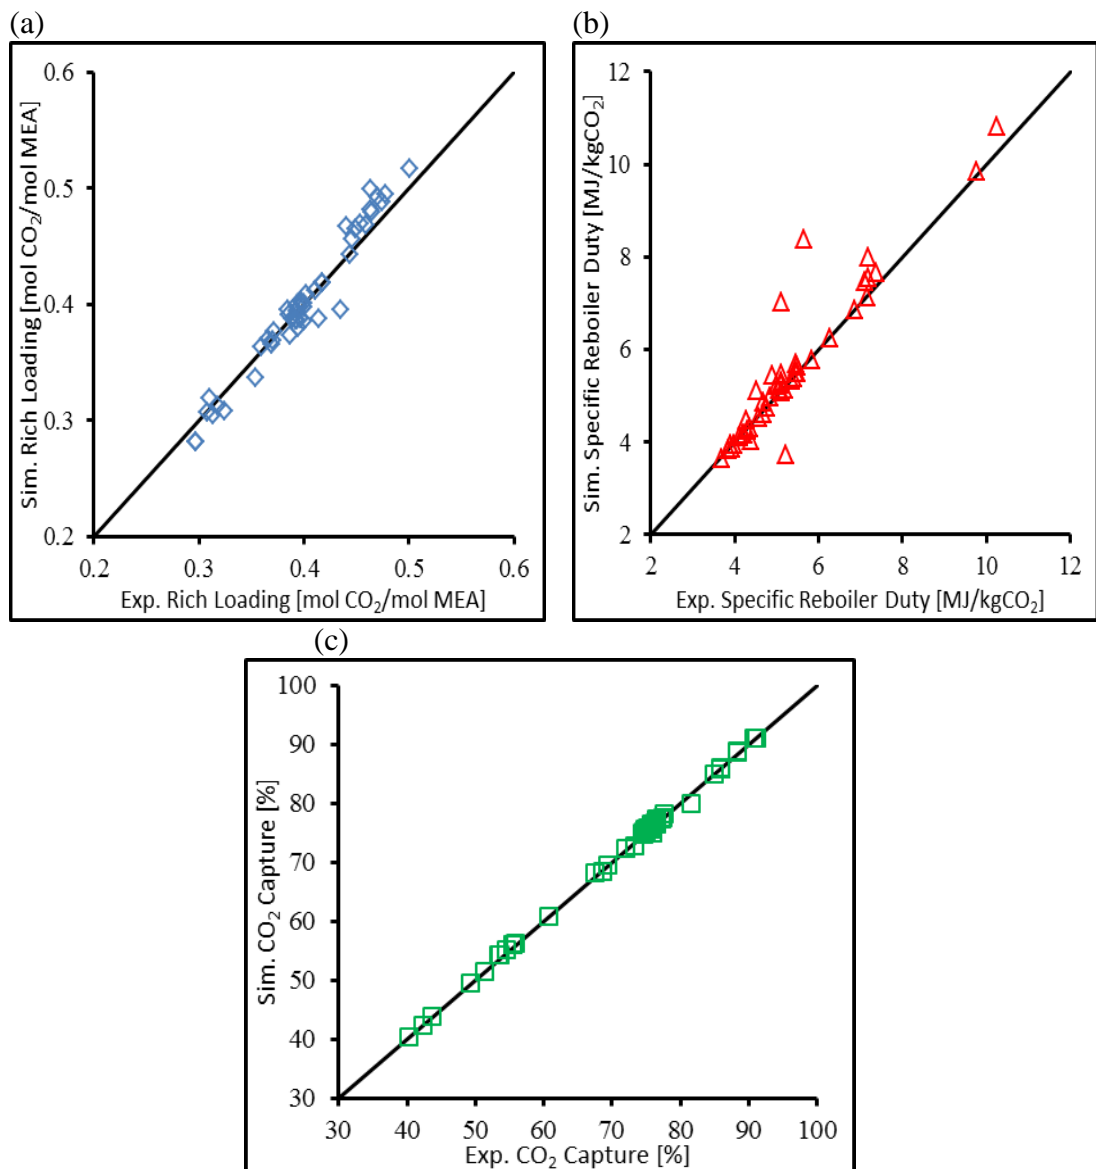 (a)
Sim. Rich Loading [mol CO₂/mol MEA]
0.6
0.5
0.4
0.3
0.2
0.2 0.3 0.4 0.5 0.6
Exp. Rich Loading [mol CO₂/mol MEA]
(b)
Sim. Specific Reboiler Duty [MJ/kgCO₂]
12
10
8
6
4
2
2 4 6 8 10 12
Exp. Specific Reboiler Duty [MJ/kgCO₂]
(c)
Sim. CO₂ Capture [%]
100
90
80
70
60
50
40
30
30 40 50 60 70 80 90 100
Exp. CO₂ Capture [%]